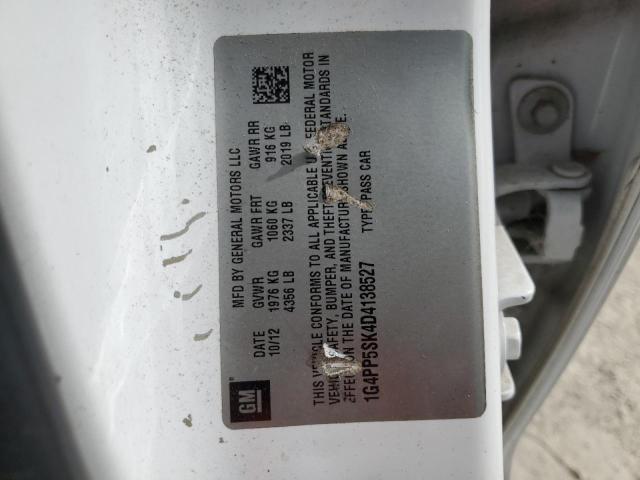 MFD BY GENERAL MOTORS LLC
DATE GVWR GAWR FRT GAWR RR
10/12 1976 KG 1060 KG 916 KG
4356 LB 2337 LB 2019 LB
THIS VEHICLE CONFORMS TO ALL APPLICABLE U.S. FEDERAL MOTOR
VEHICLE SAFETY, BUMPER, AND THEFT PREVENTION STANDARDS IN
EFFECT ON THE DATE OF MANUFACTURE SHOWN ABOVE.
1G4PP5SK4D4138527 TYPE: PASS CAR
GM